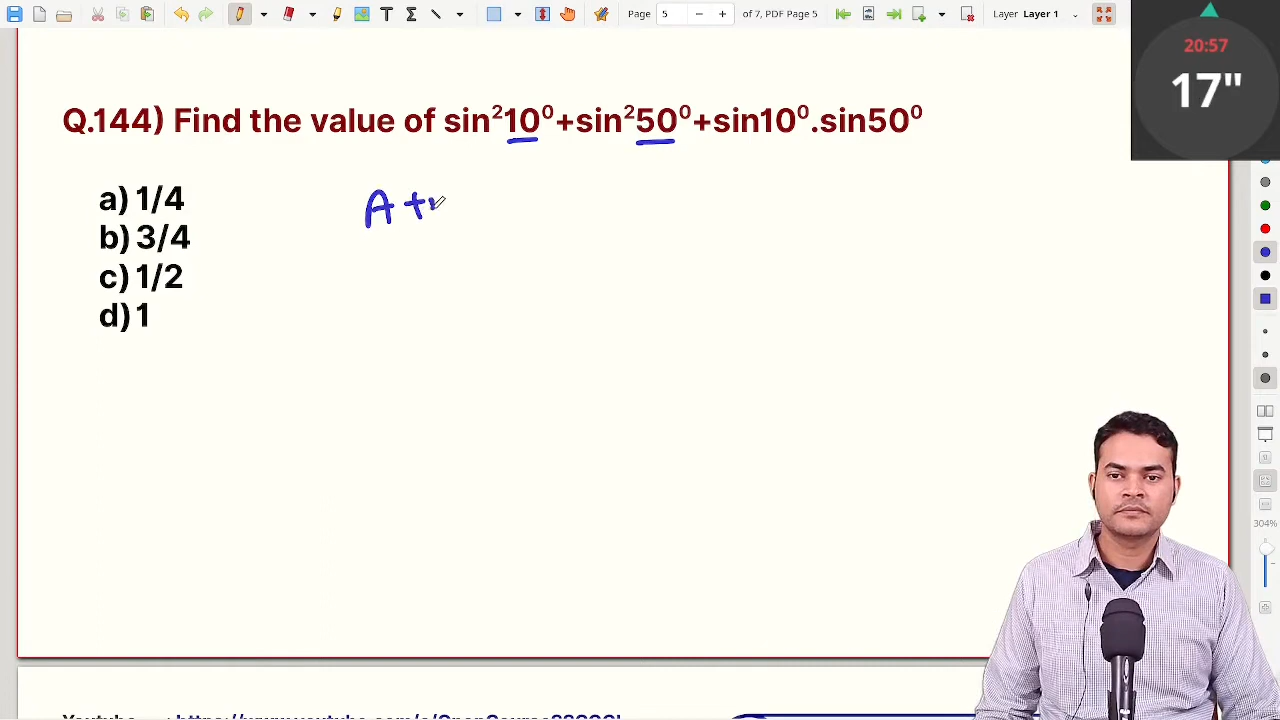 Page 5 of 7. PDF Page 5 Layer Layer 1
20:57
17"
Q.144) Find the value of sin²10⁰+sin²50⁰+sin10⁰.sin50⁰
a) 1/4
b) 3/4
c) 1/2
d) 1
A +
304%